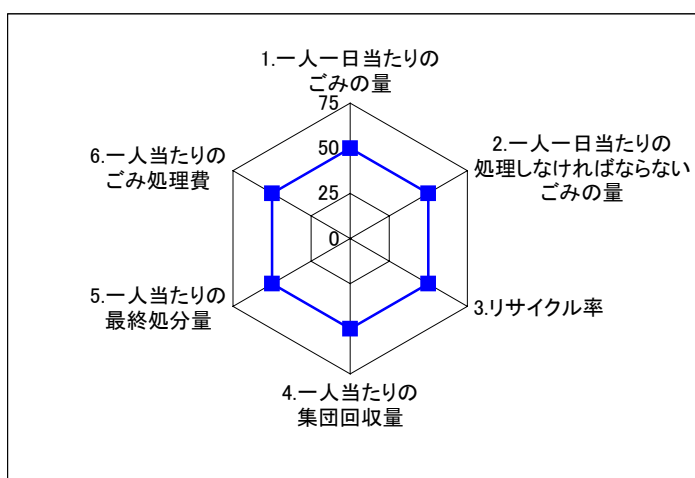 1.一人一日当たりの
ごみの量
75
50
25
0
2.一人一日当たりの
処理しなければならない
ごみの量
3.リサイクル率
4.一人当たりの
集団回収量
5.一人当たりの
最終処分量
6.一人当たりの
ごみ処理費